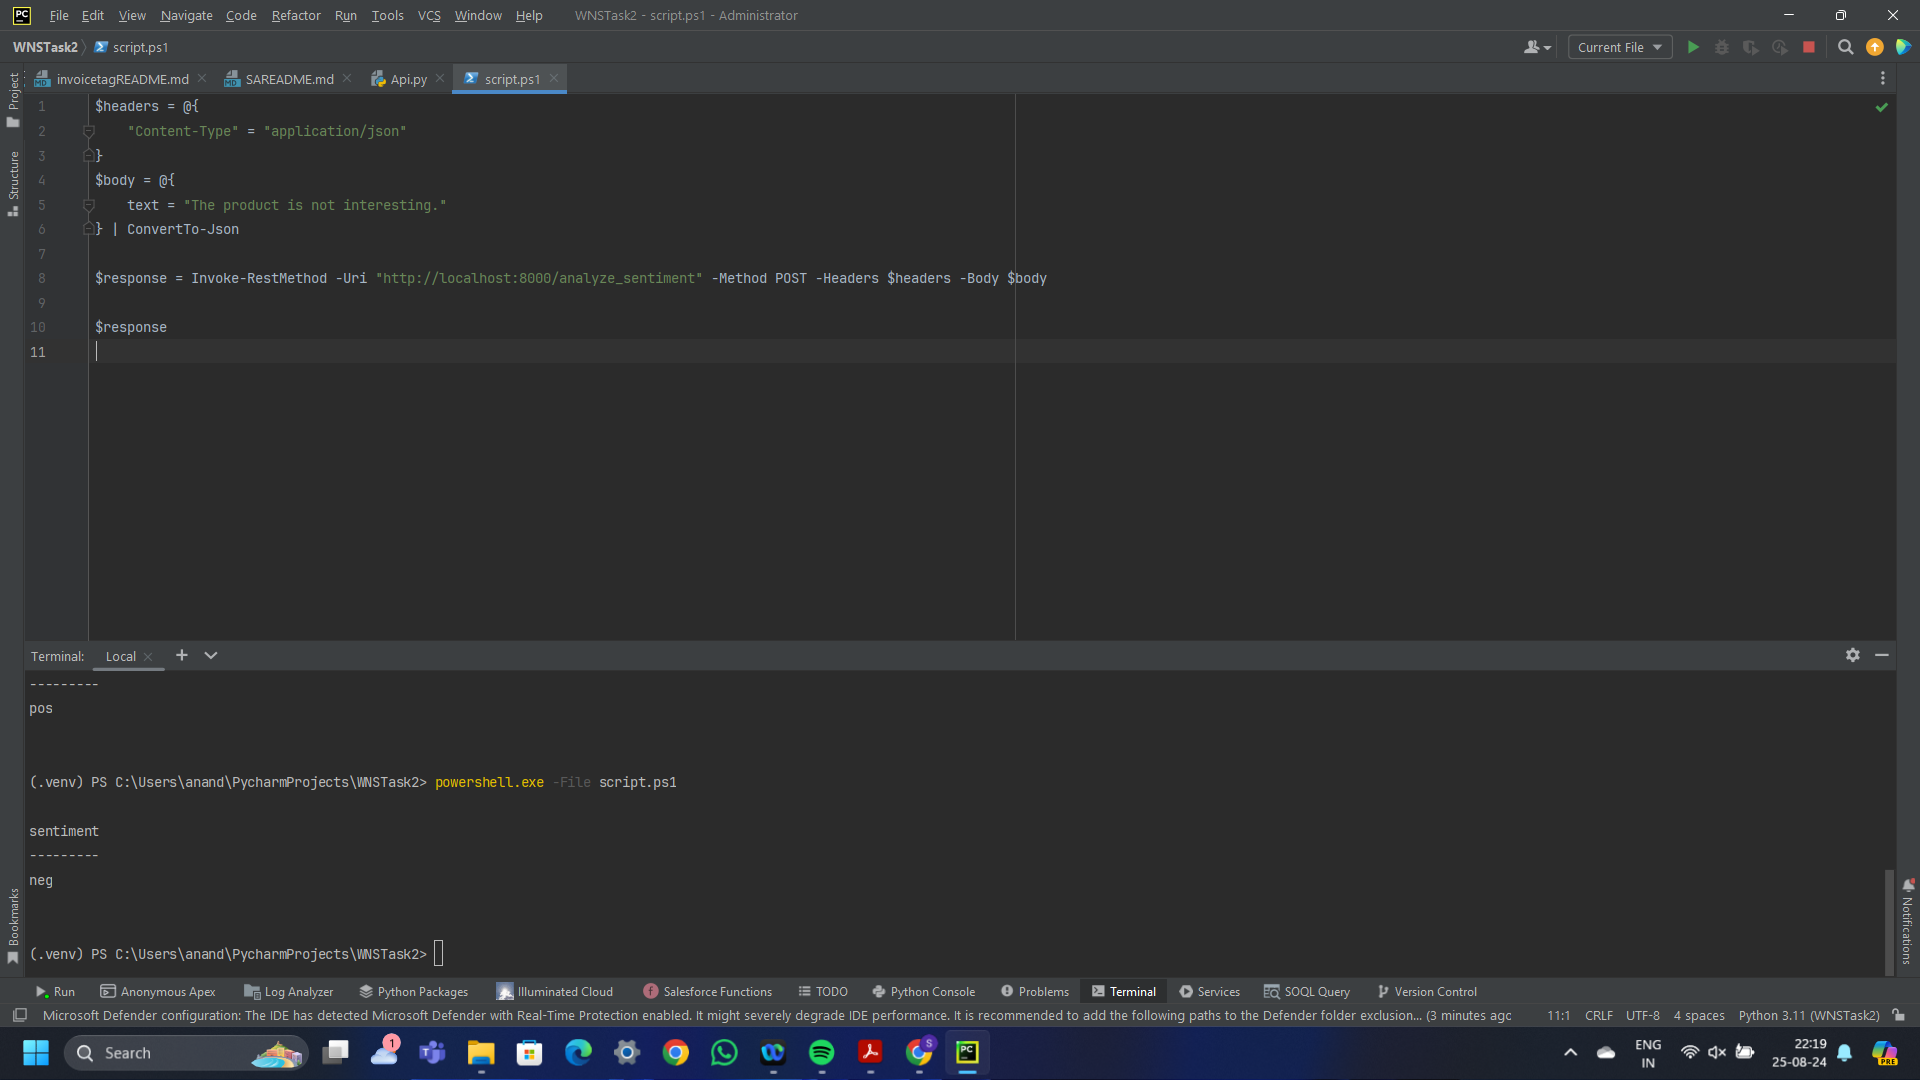 PC File Edit View Navigate Code Refactor Run Tools VCS Window Help WNSTask2 - script.ps1 - Administrator
WNSTask2 script.ps1 Current File
invoicetagREADME.md SAREADME.md Api.py script.ps1
Project
Structure
Bookmarks
Notifications
1 $headers = @{
2 "Content-Type" = "application/json"
3 }
4 $body = @{
5 text = "The product is not interesting."
6 } | ConvertTo-Json
7
8 $response = Invoke-RestMethod -Uri "http://localhost:8000/analyze_sentiment" -Method POST -Headers $headers -Body $body
9
10 $response
11
Terminal: Local
---------
pos
(.venv) PS C:\Users\anand\PycharmProjects\WNSTask2> powershell.exe -File script.ps1
sentiment
---------
neg
(.venv) PS C:\Users\anand\PycharmProjects\WNSTask2>
Run Anonymous Apex Log Analyzer Python Packages Illuminated Cloud Salesforce Functions TODO Python Console Problems Terminal Services SOQL Query Version Control
Microsoft Defender configuration: The IDE has detected Microsoft Defender with Real-Time Protection enabled. It might severely degrade IDE performance. It is recommended to add the following paths to the Defender folder exclusion... (3 minutes agc 11:1 CRLF UTF-8 4 spaces Python 3.11 (WNSTask2)
Search 1 S PC ENG 22:19
IN 25-08-24 PRE